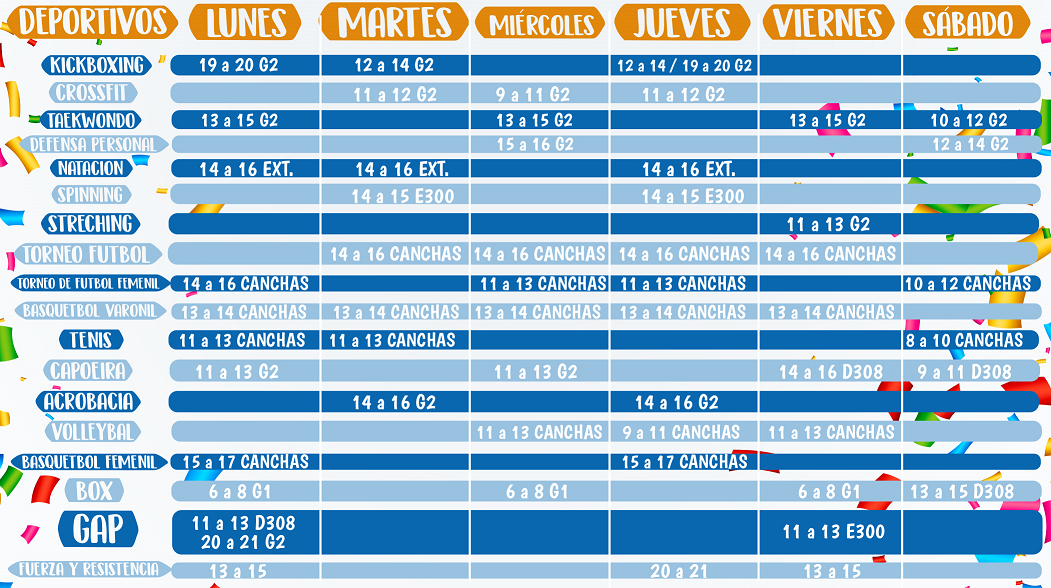 DEPORTIVOS LUNES MARTES MIÉRCOLES JUEVES VIERNES SÁBADO
KICKBOXING 19 a 20 G2 12 a 14 G2 12 a 14 / 19 a 20 G2
CROSSFIT 11 a 12 G2 9 a 11 G2 11 a 12 G2
TAEKWONDO 13 a 15 G2 13 a 15 G2 13 a 15 G2 10 a 12 G2
DEFENSA PERSONAL 15 a 16 G2 12 a 14 G2
NATACION 14 a 16 EXT. 14 a 16 EXT. 14 a 16 EXT.
SPINNING 14 a 15 E300 14 a 15 E300
STRECHING 11 a 13 G2
TORNEO FUTBOL 14 a 16 CANCHAS 14 a 16 CANCHAS 14 a 16 CANCHAS 14 a 16 CANCHAS
TORNEO DE FUTBOL FEMENIL 14 a 16 CANCHAS 11 a 13 CANCHAS 11 a 13 CANCHAS 10 a 12 CANCHAS
BASQUETBOL VARONIL 13 a 14 CANCHAS 13 a 14 CANCHAS 13 a 14 CANCHAS 13 a 14 CANCHAS 13 a 14 CANCHAS
TENIS 11 a 13 CANCHAS 11 a 13 CANCHAS 8 a 10 CANCHAS
CAPOEIRA 11 a 13 G2 11 a 13 G2 14 a 16 D308 9 a 11 D308
ACROBACIA 14 a 16 G2 14 a 16 G2
VOLLEYBAL 11 a 13 CANCHAS 9 a 11 CANCHAS 11 a 13 CANCHAS
BASQUETBOL FEMENIL 15 a 17 CANCHAS 15 a 17 CANCHAS
BOX 6 a 8 G1 6 a 8 G1 6 a 8 G1 13 a 15 D308
GAP 11 a 13 D308 11 a 13 E300
20 a 21 G2
FUERZA Y RESISTENCIA 13 a 15 20 a 21 13 a 15